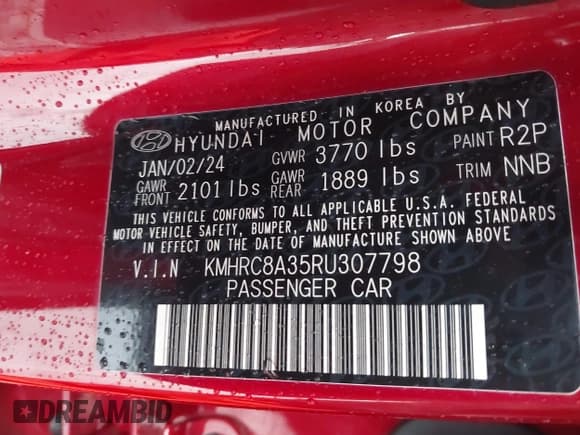 MANUFACTURED IN KOREA BY
HYUNDAI MOTOR COMPANY
JAN/02/24 GVWR 3770 lbs PAINT R2P
GAWR FRONT 2101 lbs GAWR REAR 1889 lbs TRIM NNB
THIS VEHICLE CONFORMS TO ALL APPLICABLE U.S.A. FEDERAL
MOTOR VEHICLE SAFETY, BUMPER, AND THEFT PREVENTION STANDARDS
IN EFFECT ON THE DATE OF MANUFACTURE SHOWN ABOVE
V.I.N KMHRC8A35RU307798
PASSENGER CAR
DREAMBID